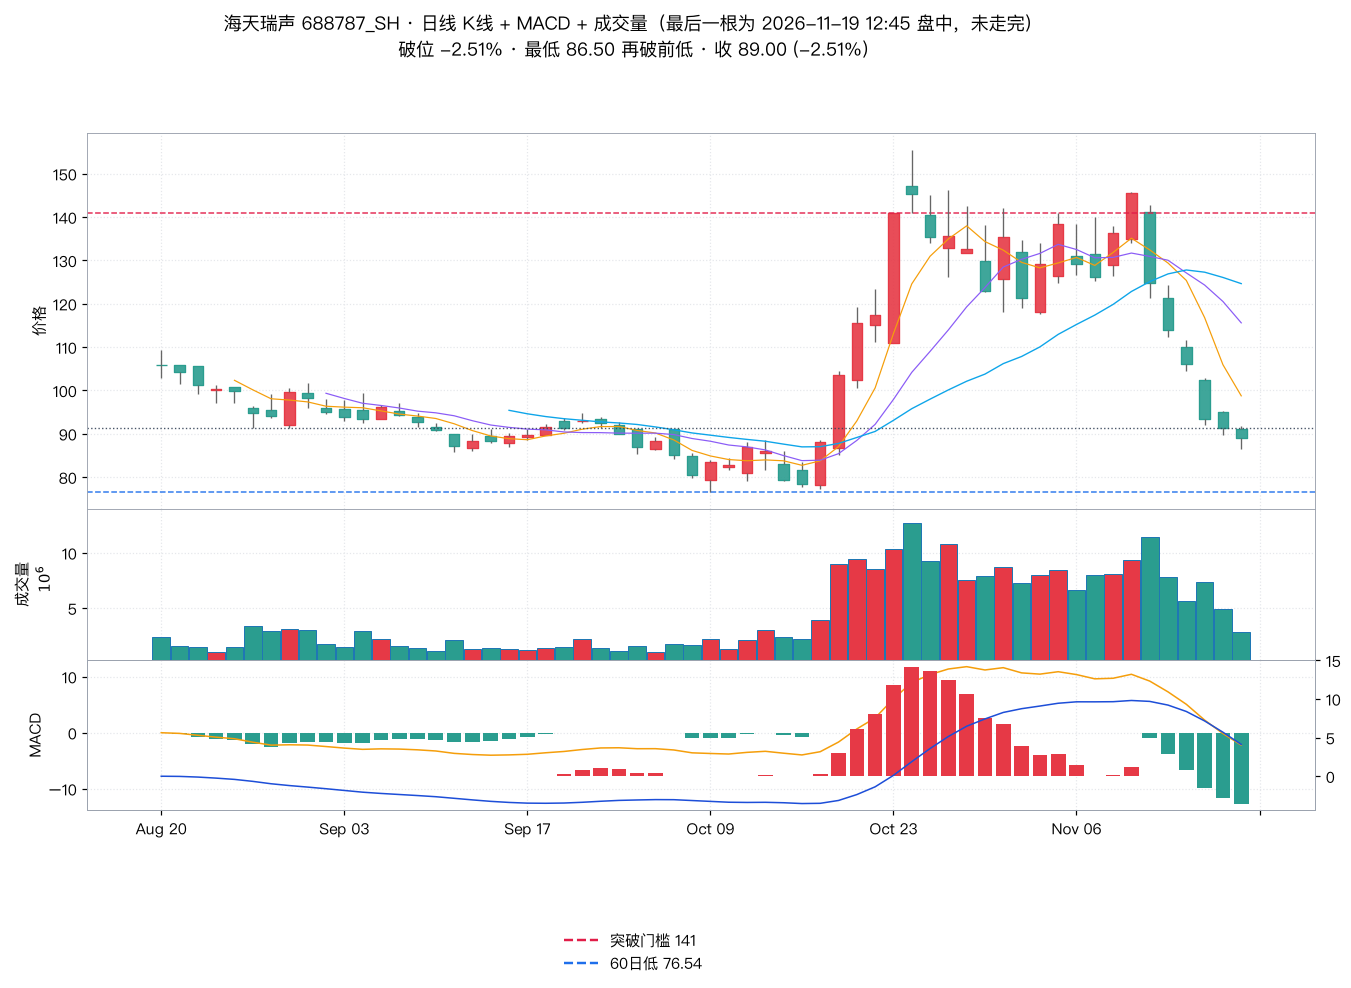 海天瑞声 688787_SH · 日线 K线 + MACD + 成交量（最后一根为 2026-11-19 12:45 盘中，未走完）
破位 −2.51% · 最低 86.50 再破前低 · 收 89.00 (−2.51%)
价格
150
140
130
120
110
100
90
80
成交量
10⁶
10
5
MACD
10
0
−10
15
10
5
0
Aug 20
Sep 03
Sep 17
Oct 09
Oct 23
Nov 06
突破门槛 141
60日低 76.54